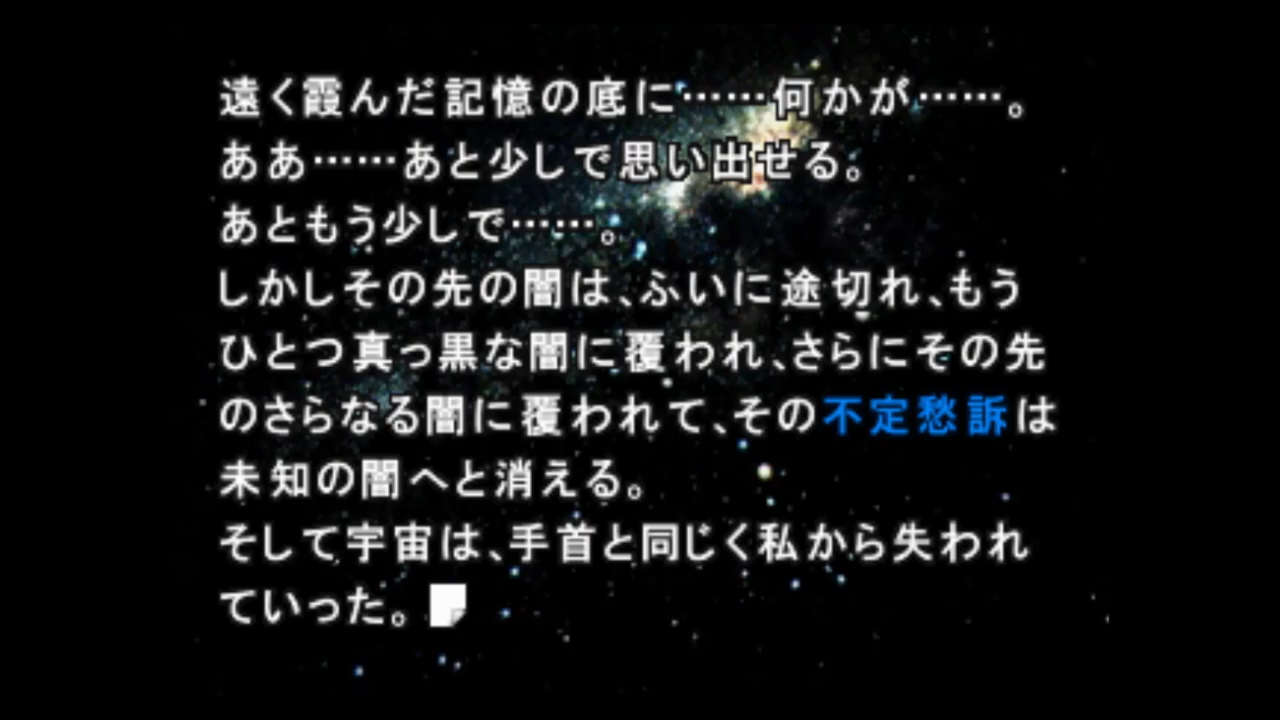 遠く霞んだ記憶の底に……何かが……。
ああ……あと少しで思い出せる。
あともう少しで……。
しかしその先の闇は、ふいに途切れ、もう
ひとつ真っ黒な闇に覆われ、さらにその先
のさらなる闇に覆われて、その不定愁訴は
未知の闇へと消える。
そして宇宙は、手首と同じく私から失われ
ていった。